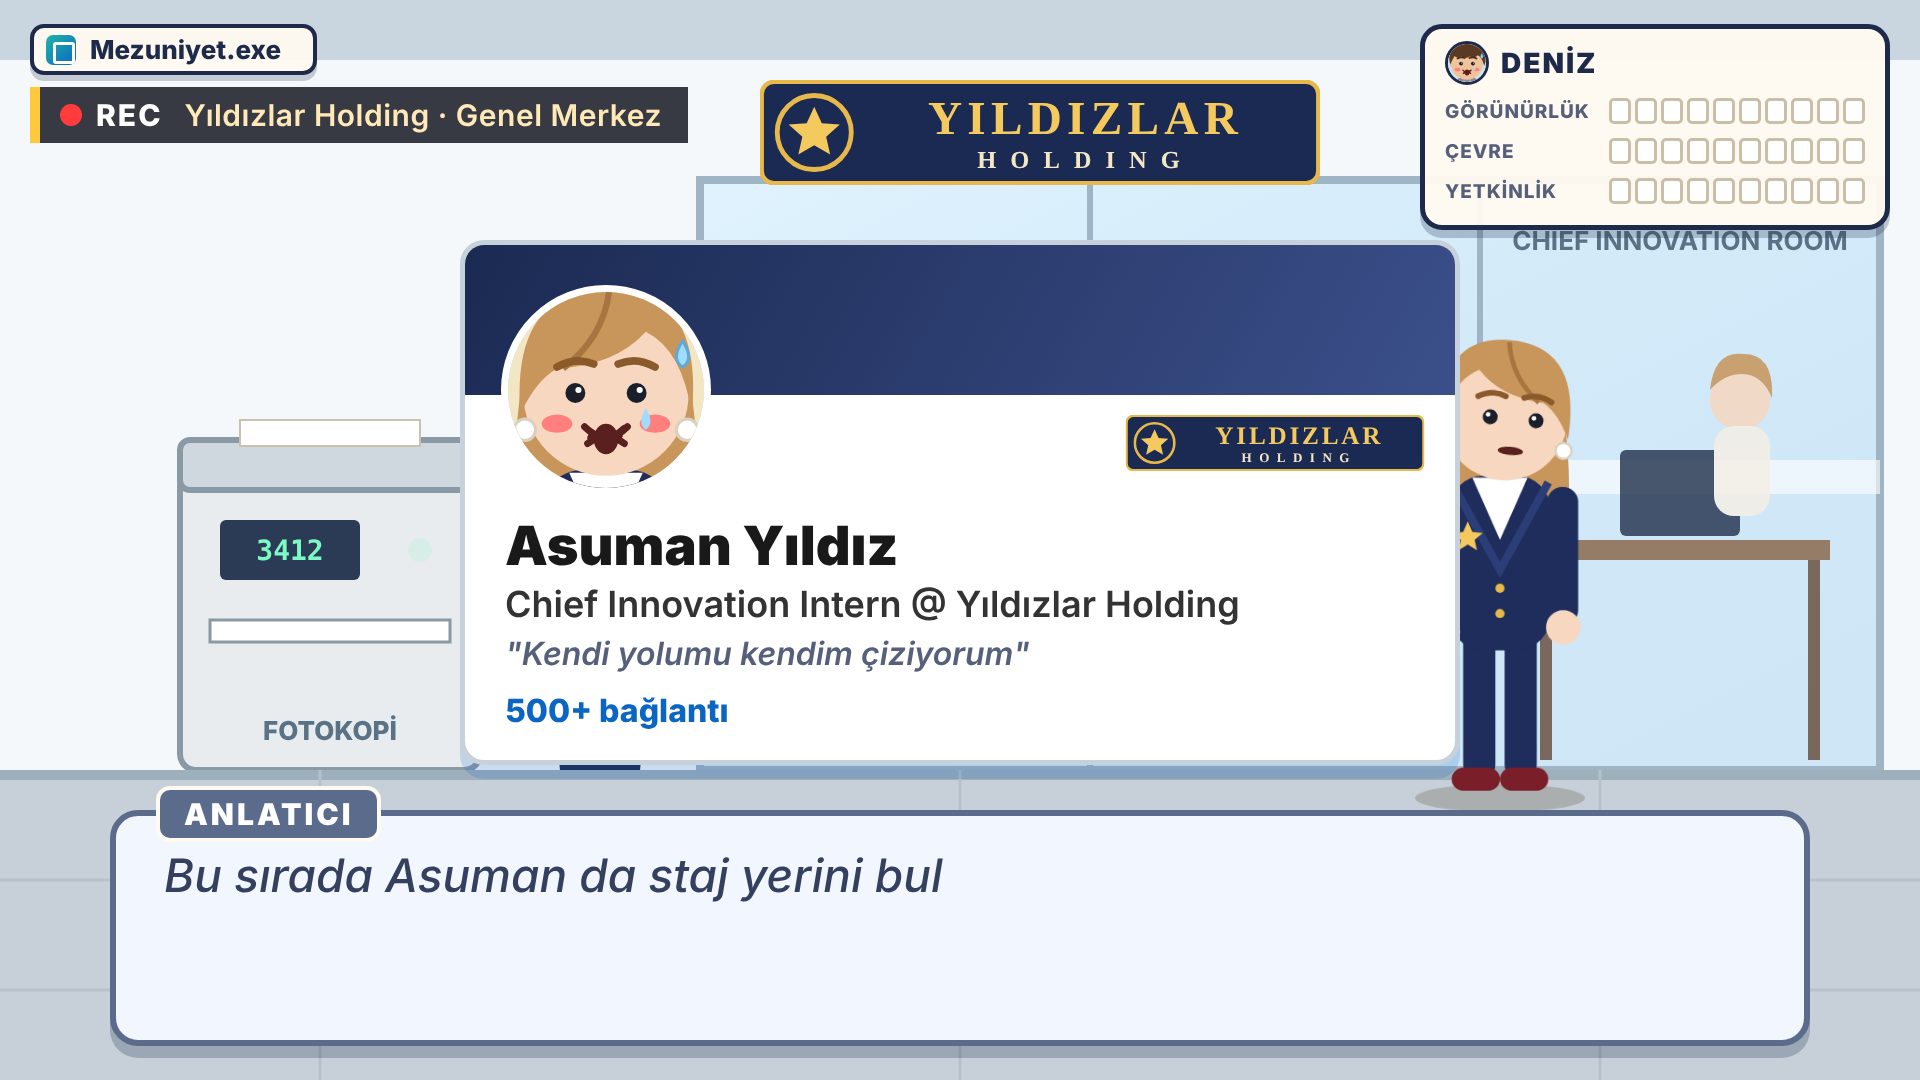 Mezuniyet.exe
REC Yıldızlar Holding · Genel Merkez
YILDIZLAR
HOLDING
DENİZ
GÖRÜNÜRLÜK
ÇEVRE
YETKİNLİK
CHIEF INNOVATION ROOM
YILDIZLAR
HOLDING
Asuman Yıldız
Chief Innovation Intern @ Yıldızlar Holding
"Kendi yolumu kendim çiziyorum"
500+ bağlantı
3412
FOTOKOPİ
ANLATICI
Bu sırada Asuman da staj yerini bul